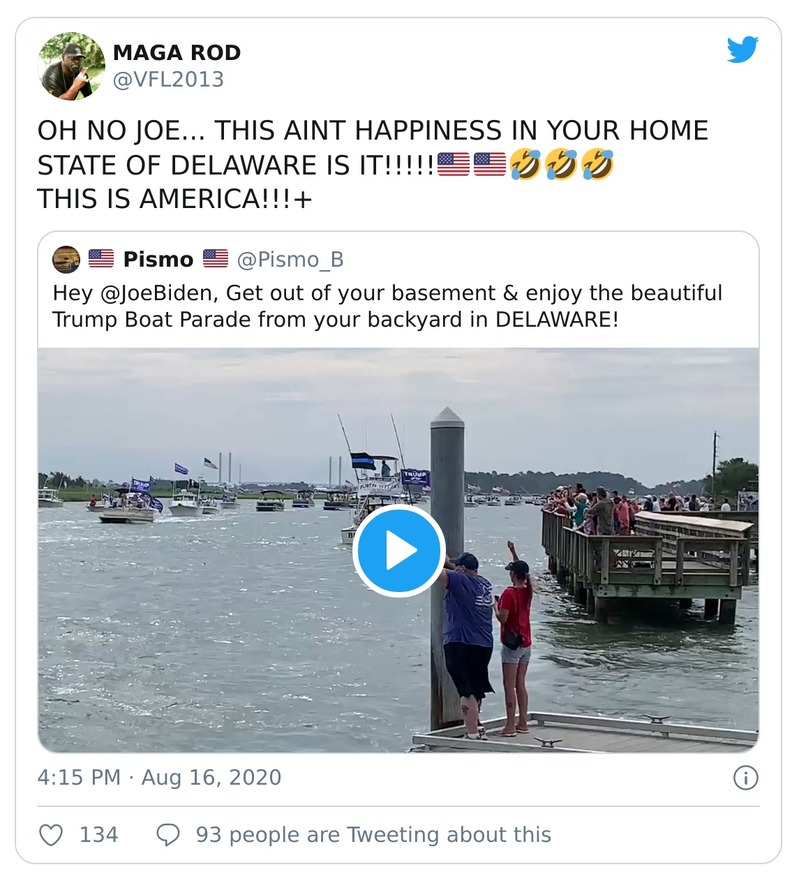 MAGA ROD
@VFL2013
OH NO JOE... THIS AINT HAPPINESS IN YOUR HOME
STATE OF DELAWARE IS IT!!!!!🇺🇸🇺🇸🤣🤣🤣
THIS IS AMERICA!!!+
🇺🇸 Pismo 🇺🇸 @Pismo_B
Hey @JoeBiden, Get out of your basement & enjoy the beautiful
Trump Boat Parade from your backyard in DELAWARE!
TRUMP
4:15 PM · Aug 16, 2020
134
93 people are Tweeting about this